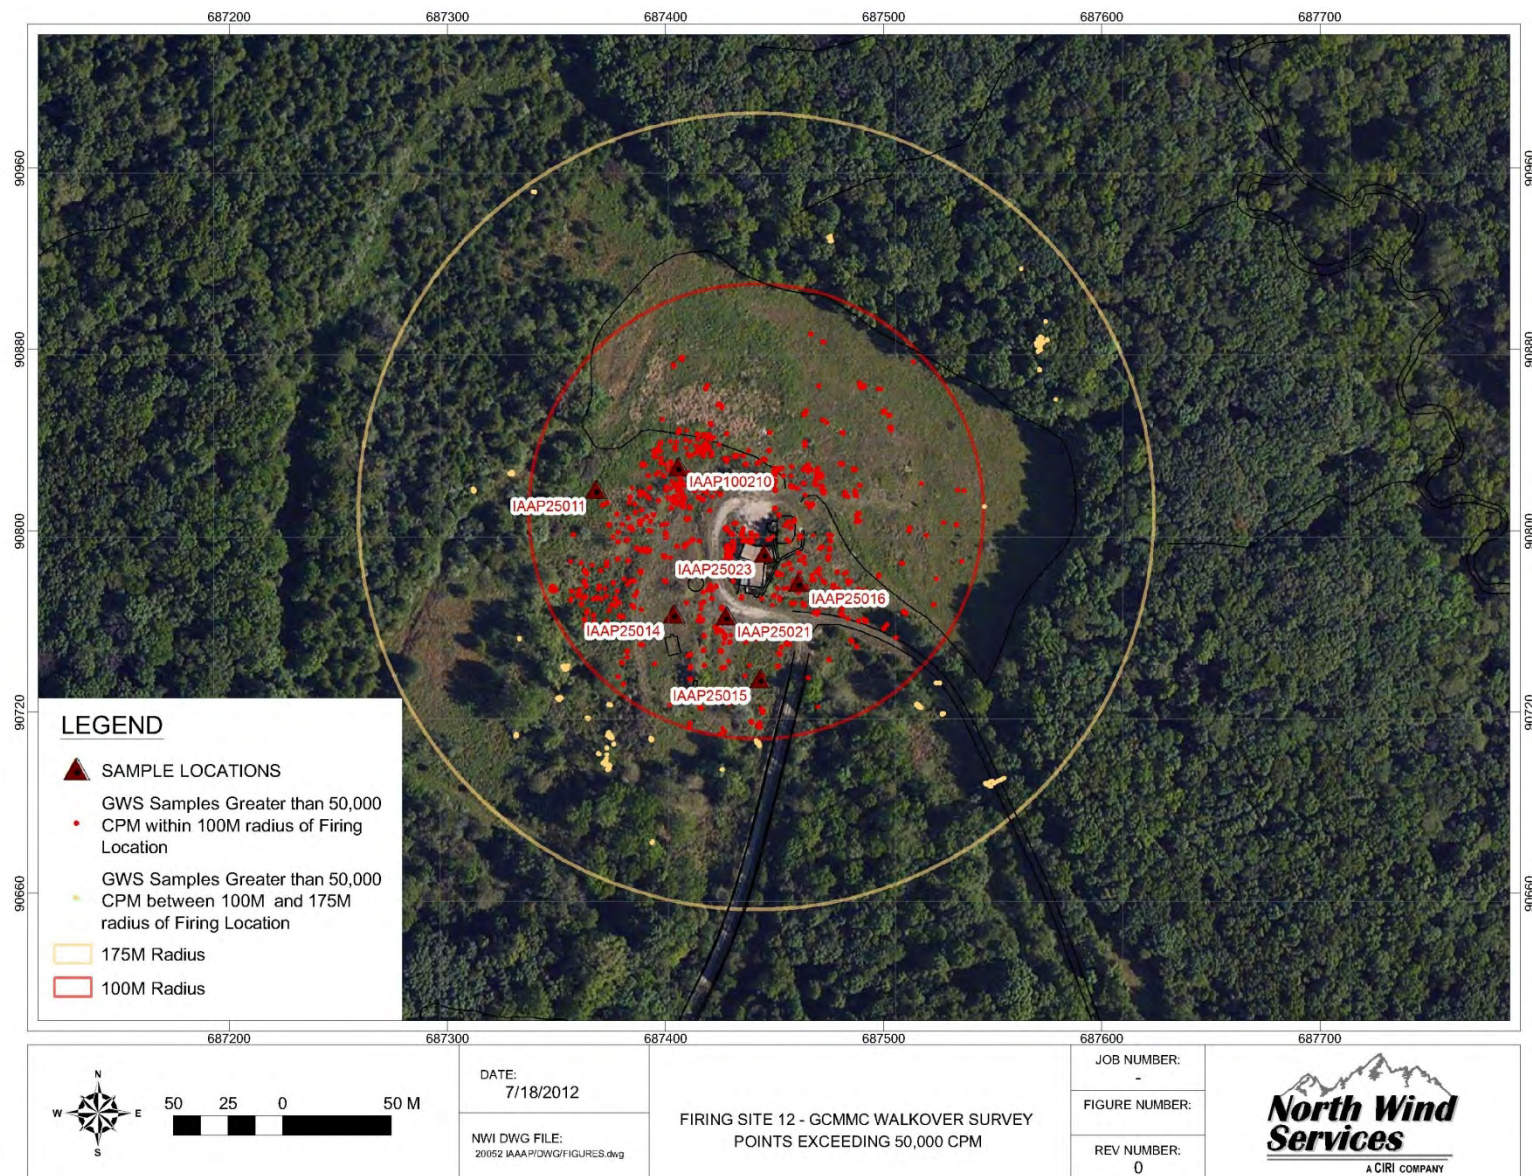 687200 687300 687400 687500 687600 687700
90960 90960
90880 90880
90800 90800
90720 90720
90660 90660
IAAP100210
IAAP25011
IAAP25023
IAAP25016
IAAP25014
IAAP25021
IAAP25015
LEGEND
SAMPLE LOCATIONS
GWS Samples Greater than 50,000
CPM within 100M radius of Firing
Location
GWS Samples Greater than 50,000
CPM between 100M and 175M
radius of Firing Location
175M Radius
100M Radius
687200 687300 687400 687500 687600 687700
N
W E
S
50 25 0 50 M
DATE:
7/18/2012
NWI DWG FILE:
20052 IAAAP/DWG/FIGURES.dwg
FIRING SITE 12 - GCMMC WALKOVER SURVEY
POINTS EXCEEDING 50,000 CPM
JOB NUMBER:
-
FIGURE NUMBER:
REV NUMBER:
0
North Wind
Services
A CIRI COMPANY